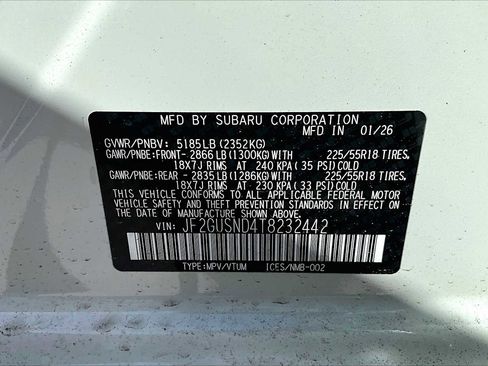 MFD BY SUBARU CORPORATION
MFD IN 01/26
GVWR/PNBV: 5185LB (2352KG)
GAWR/PNBE:FRONT- 2866LB (1300KG)WITH 225/55R18 TIRES,
18X7J RIMS AT 240 KPA (35 PSI) COLD
GAWR/PNBE:REAR - 2835LB (1286KG)WITH 225/55R18 TIRES,
18X7J RIMS AT 230 KPA (33 PSI) COLD
THIS VEHICLE CONFORMS TO ALL APPLICABLE FEDERAL MOTOR
VEHICLE SAFETY, BUMPER, AND THEFT PREVENTION STANDARDS
IN EFFECT ON THE DATE OF MANUFACTURE SHOWN ABOVE.
VIN: JF2GUSND4T8232442
TYPE:MPV/VTUM ICES/NMB-002